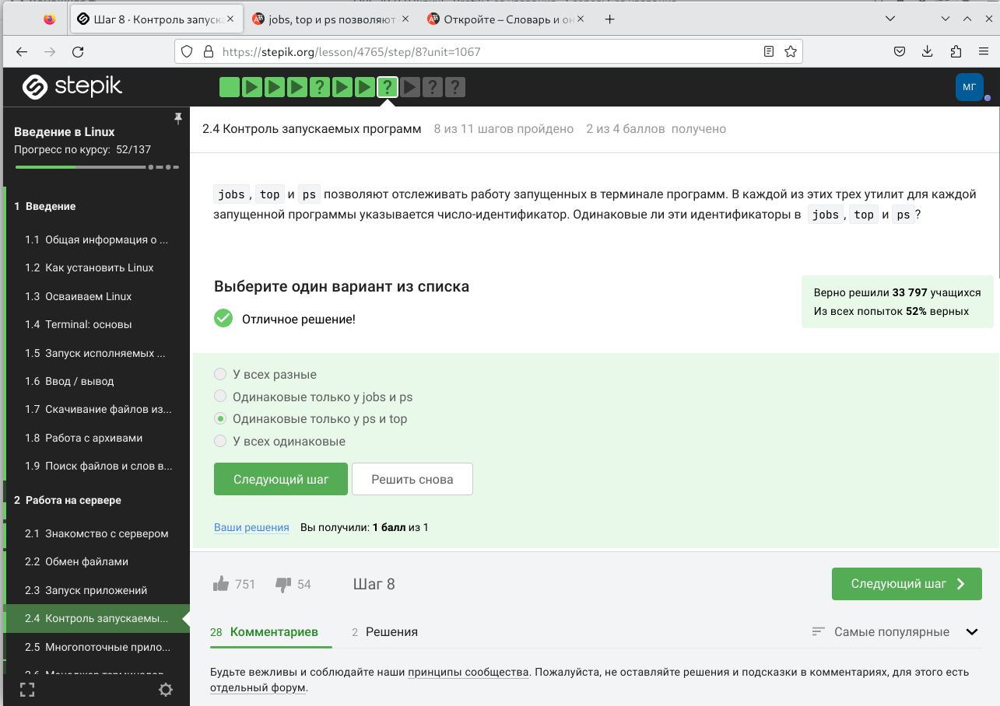 Шаг 8 · Контроль запуска
jobs, top и ps позволяют
Откройте – Словарь и он
https://stepik.org/lesson/4765/step/8?unit=1067
stepik
МГ
Введение в Linux
Прогресс по курсу: 52/137
2.4 Контроль запускаемых программ 8 из 11 шагов пройдено 2 из 4 баллов получено
1 Введение
1.1 Общая информация о ...
1.2 Как установить Linux
1.3 Осваиваем Linux
1.4 Terminal: основы
1.5 Запуск исполняемых ...
1.6 Ввод / вывод
1.7 Скачивание файлов из...
1.8 Работа с архивами
1.9 Поиск файлов и слов в...
2 Работа на сервере
2.1 Знакомство с сервером
2.2 Обмен файлами
2.3 Запуск приложений
2.4 Контроль запускаемы...
2.5 Многопоточные прило...
jobs, top и ps позволяют отслеживать работу запущенных в терминале программ. В каждой из этих трех утилит для каждой
запущенной программы указывается число-идентификатор. Одинаковые ли эти идентификаторы в jobs, top и ps?
Выберите один вариант из списка
Отличное решение!
Верно решили 33 797 учащихся
Из всех попыток 52% верных
У всех разные
Одинаковые только у jobs и ps
Одинаковые только у ps и top
У всех одинаковые
Следующий шаг
Решить снова
Ваши решения Вы получили: 1 балл из 1
751 54 Шаг 8
Следующий шаг
28 Комментариев 2 Решения
Самые популярные
Будьте вежливы и соблюдайте наши принципы сообщества. Пожалуйста, не оставляйте решения и подсказки в комментариях, для этого есть
отдельный форум.